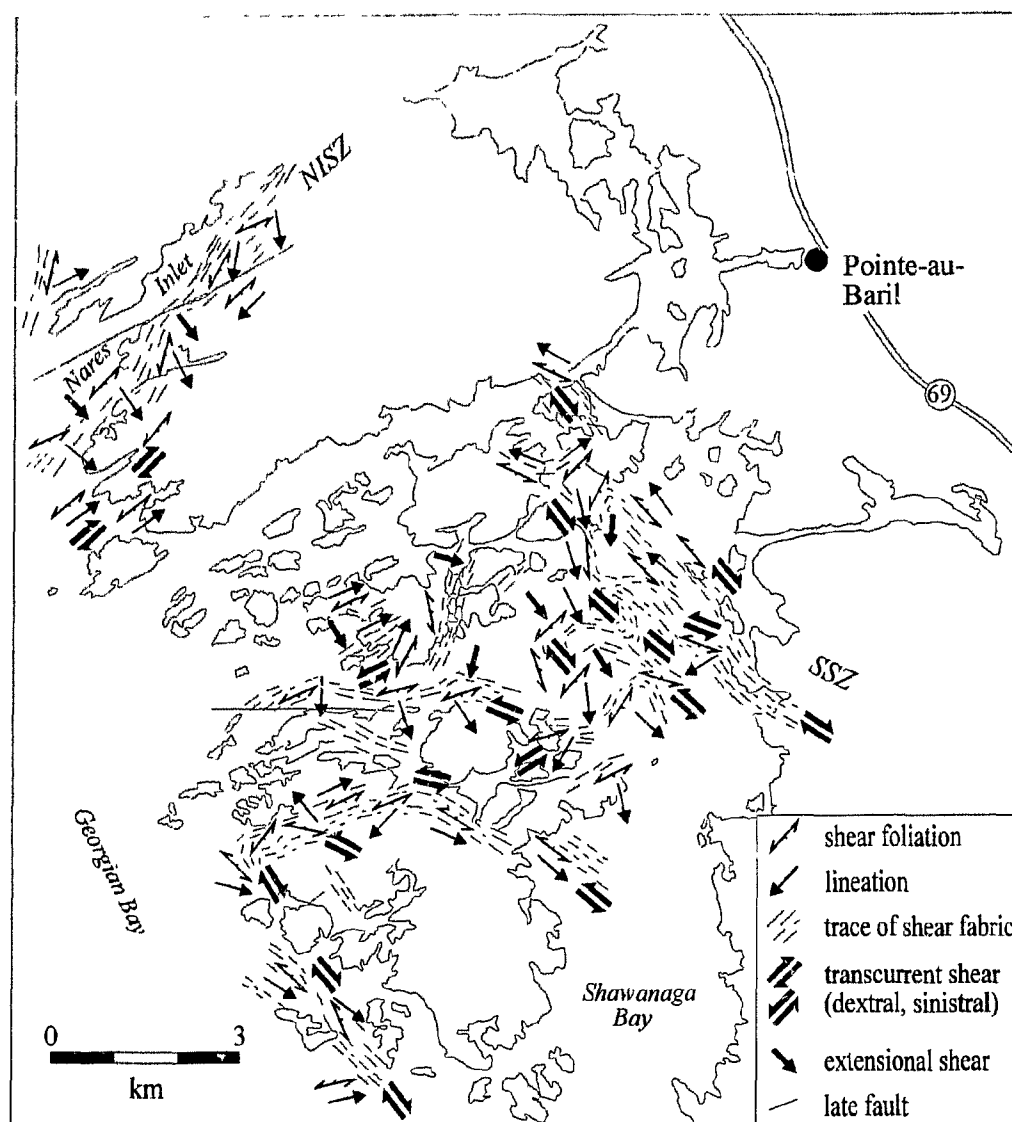 NISZ
Inlet
Nares
Pointe-au-
Baril
69
SSZ
Georgian Bay
Shawanaga
Bay
0 3
km
shear foliation
lineation
trace of shear fabric
transcurrent shear
(dextral, sinistral)
extensional shear
late fault